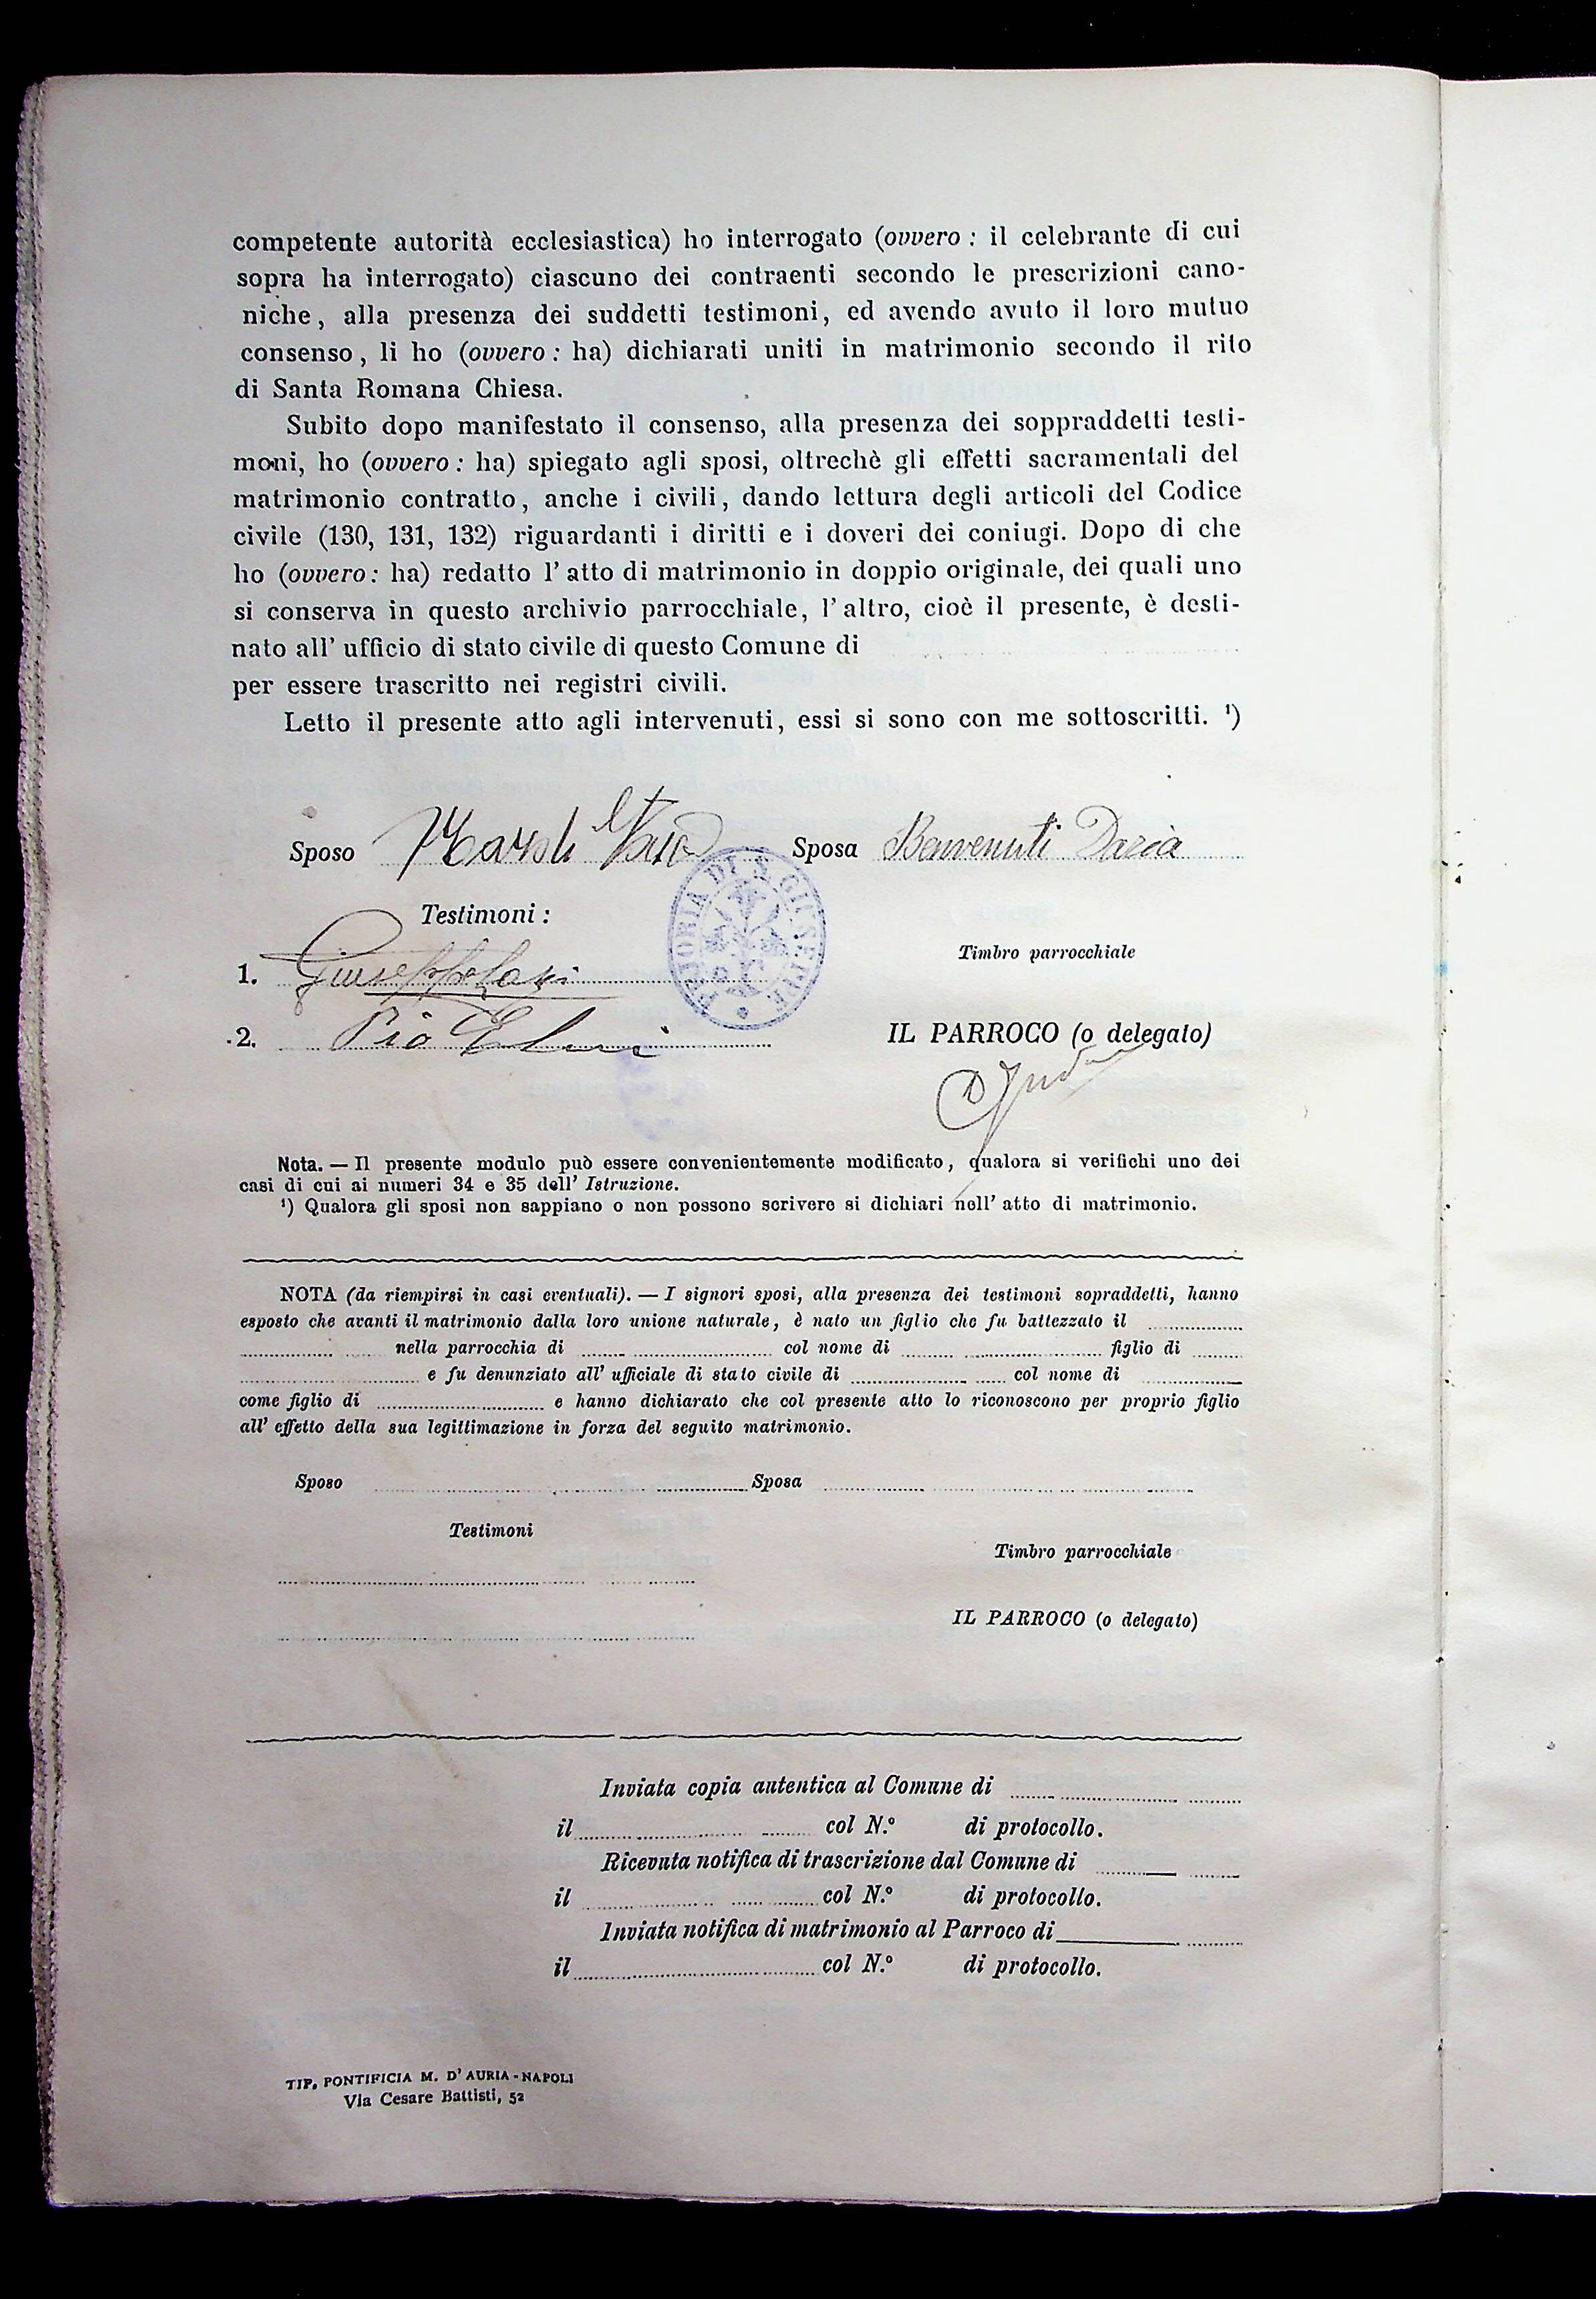 competente autorità ecclesiastica) ho interrogato (ovvero : il celebrante di cui
sopra ha interrogato) ciascuno dei contraenti secondo le prescrizioni cano-
niche, alla presenza dei suddetti testimoni, ed avendo avuto il loro mutuo
consenso, li ho (ovvero : ha) dichiarati uniti in matrimonio secondo il rito
di Santa Romana Chiesa.
Subito dopo manifestato il consenso, alla presenza dei soppraddetti testi-
moni, ho (ovvero : ha) spiegato agli sposi, oltrechè gli effetti sacramentali del
matrimonio contratto, anche i civili, dando lettura degli articoli del Codice
civile (130, 131, 132) riguardanti i diritti e i doveri dei coniugi. Dopo di che
ho (ovvero : ha) redatto l' atto di matrimonio in doppio originale, dei quali uno
si conserva in questo archivio parrocchiale, l' altro, cioè il presente, è desti-
nato all' ufficio di stato civile di questo Comune di
per essere trascritto nei registri civili.
Letto il presente atto agli intervenuti, essi si sono con me sottoscritti. ¹)
Sposo Sposa Benvenuti Daria
Testimoni :
DI S. GIUSEPPE
Timbro parrocchiale
1. Giuseppe
2. Pio
IL PARROCO (o delegato)
Nota. — Il presente modulo può essere convenientemente modificato, qualora si verifichi uno dei
casi di cui ai numeri 34 e 35 dell' Istruzione.
¹) Qualora gli sposi non sappiano o non possono scrivere si dichiari nell' atto di matrimonio.
NOTA (da riempirsi in casi eventuali). — I signori sposi, alla presenza dei testimoni sopraddetti, hanno
esposto che avanti il matrimonio dalla loro unione naturale, è nato un figlio che fu battezzato il
nella parrocchia di col nome di figlio di
e fu denunziato all' ufficiale di stato civile di col nome di
come figlio di e hanno dichiarato che col presente atto lo riconoscono per proprio figlio
all' effetto della sua legittimazione in forza del seguito matrimonio.
Sposo Sposa
Testimoni
Timbro parrocchiale
IL PARROCO (o delegato)
Inviata copia autentica al Comune di
il col N.º di protocollo.
Ricevuta notifica di trascrizione dal Comune di
il col N.º di protocollo.
Inviata notifica di matrimonio al Parroco di
il col N.º di protocollo.
TIP. PONTIFICIA M. D' AURIA - NAPOLI
Via Cesare Battisti, 52